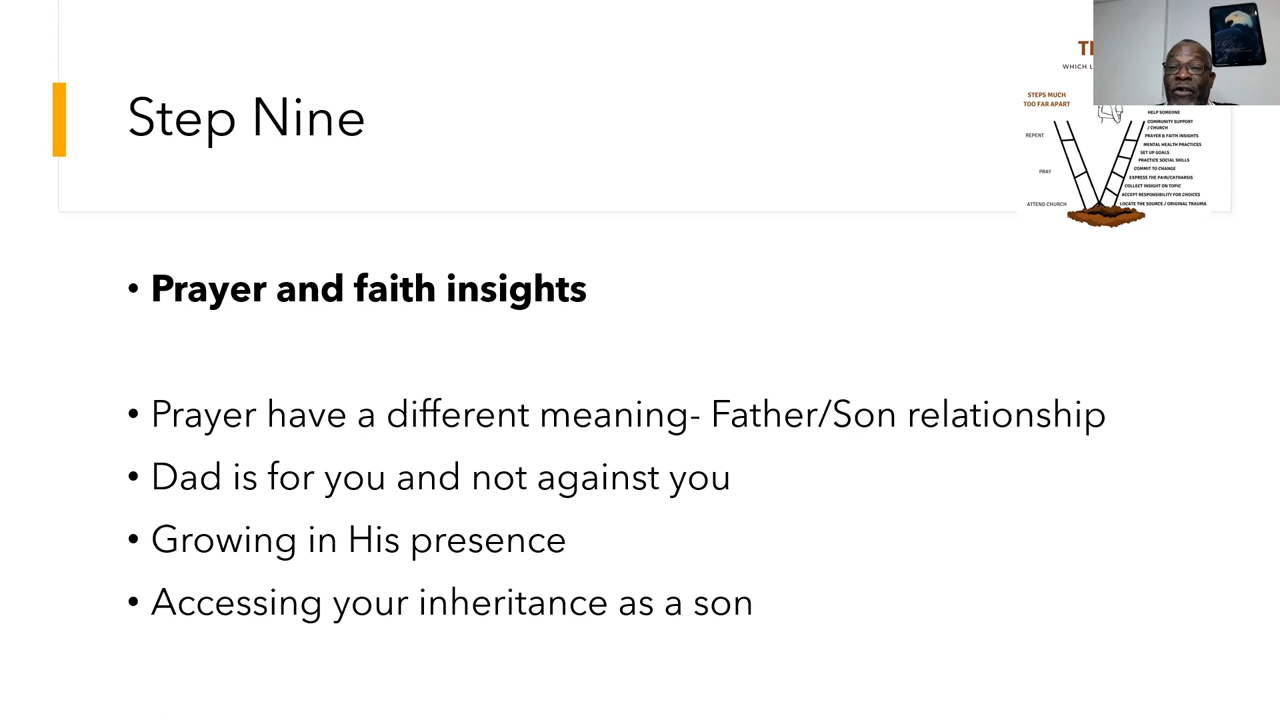 Step Nine
WHICH L
STEPS MUCH
TOO FAR APART
REPENT
PRAY
ATTEND CHURCH
HELP SOMEONE
COMMUNITY SUPPORT
/ CHURCH
PRAYER & FAITH INSIGHTS
MENTAL HEALTH PRACTICES
SET UP GOALS
PRACTICE SOCIAL SKILLS
COMMIT TO CHANGE
EXPRESS THE PAIN/CATHARSIS
COLLECT INSIGHT ON TOPIC
ACCEPT RESPONSIBILITY FOR CHOICES
LOCATE THE SOURCE / ORIGINAL TRAUMA
• Prayer and faith insights
• Prayer have a different meaning- Father/Son relationship
• Dad is for you and not against you
• Growing in His presence
• Accessing your inheritance as a son